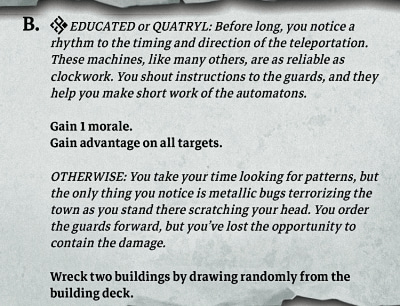 B. EDUCATED or QUATRYL: Before long, you notice a
rhythm to the timing and direction of the teleportation.
These machines, like many others, are as reliable as
clockwork. You shout instructions to the guards, and they
help you make short work of the automatons.
Gain 1 morale.
Gain advantage on all targets.
OTHERWISE: You take your time looking for patterns, but
the only thing you notice is metallic bugs terrorizing the
town as you stand there scratching your head. You order
the guards forward, but you’ve lost the opportunity to
contain the damage.
Wreck two buildings by drawing randomly from the
building deck.